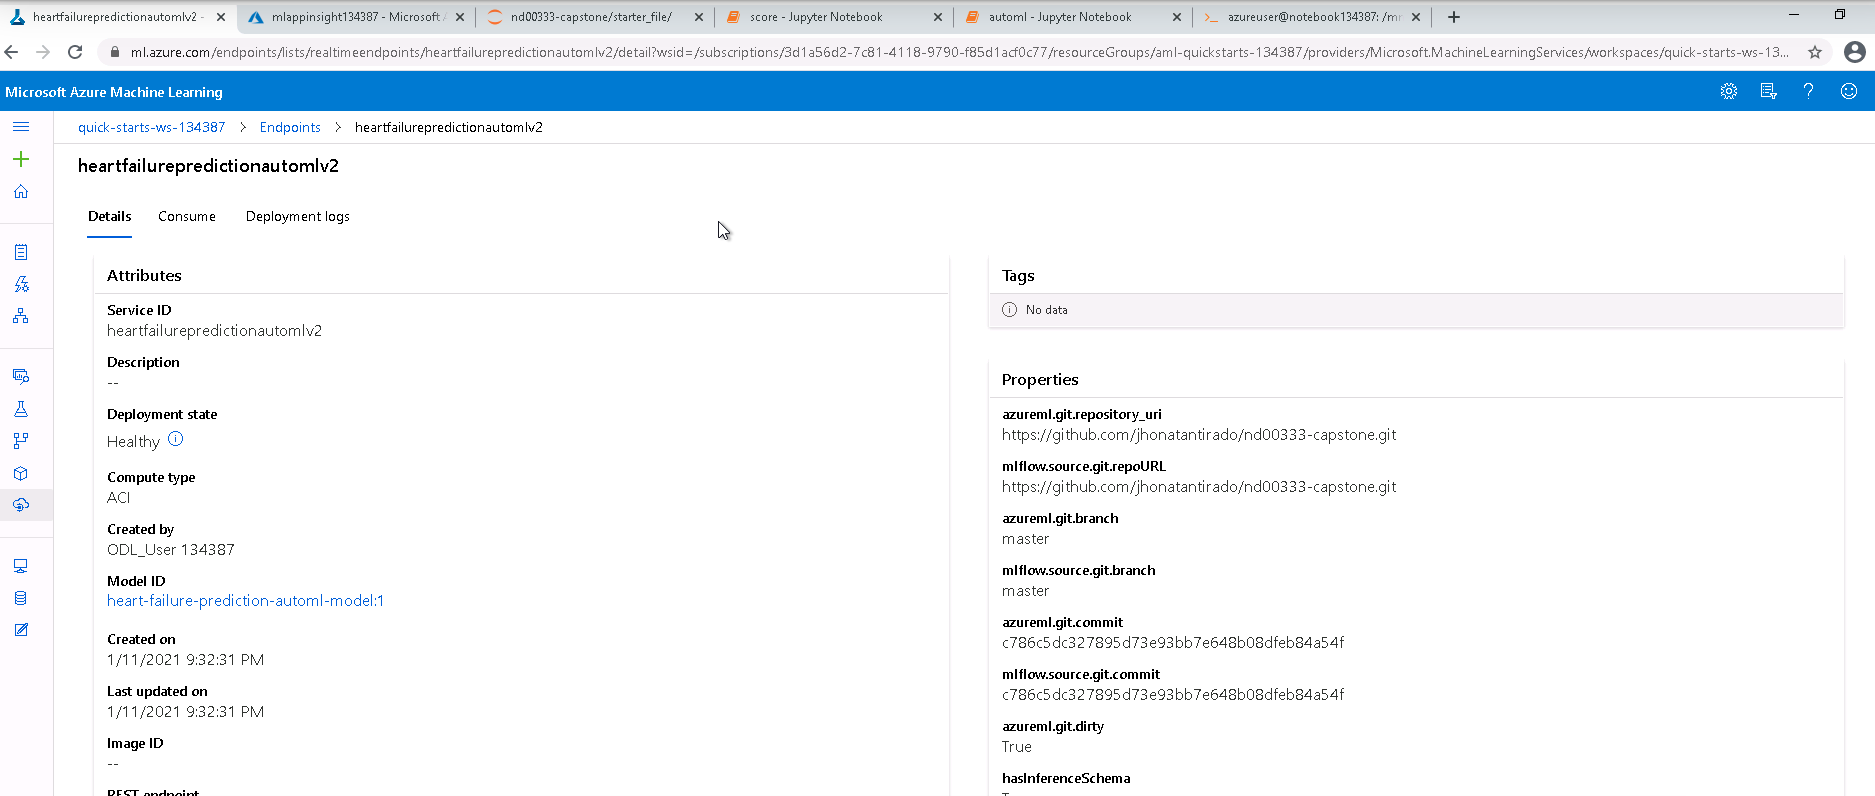 heartfailurepredictionautomlv2 -
mlappinsight134387 - Microsoft A
nd00333-capstone/starter_file/
score - Jupyter Notebook
automl - Jupyter Notebook
azureuser@notebook134387: /mn
ml.azure.com/endpoints/lists/realtimeendpoints/heartfailurepredictionautomlv2/detail?wsid=/subscriptions/3d1a56d2-7c81-4118-9790-f85d1acf0c77/resourceGroups/aml-quickstarts-134387/providers/Microsoft.MachineLearningServices/workspaces/quick-starts-ws-13...
Microsoft Azure Machine Learning
quick-starts-ws-134387 > Endpoints > heartfailurepredictionautomlv2
heartfailurepredictionautomlv2
Details Consume Deployment logs
Attributes
Service ID
heartfailurepredictionautomlv2
Description
--
Deployment state
Healthy
Compute type
ACI
Created by
ODL_User 134387
Model ID
heart-failure-prediction-automl-model:1
Created on
1/11/2021 9:32:31 PM
Last updated on
1/11/2021 9:32:31 PM
Image ID
--
REST endpoint
Tags
No data
Properties
azureml.git.repository_uri
https://github.com/jhonatantirado/nd00333-capstone.git
mlflow.source.git.repoURL
https://github.com/jhonatantirado/nd00333-capstone.git
azureml.git.branch
master
mlflow.source.git.branch
master
azureml.git.commit
c786c5dc327895d73e93bb7e648b08dfeb84a54f
mlflow.source.git.commit
c786c5dc327895d73e93bb7e648b08dfeb84a54f
azureml.git.dirty
True
hasInferenceSchema